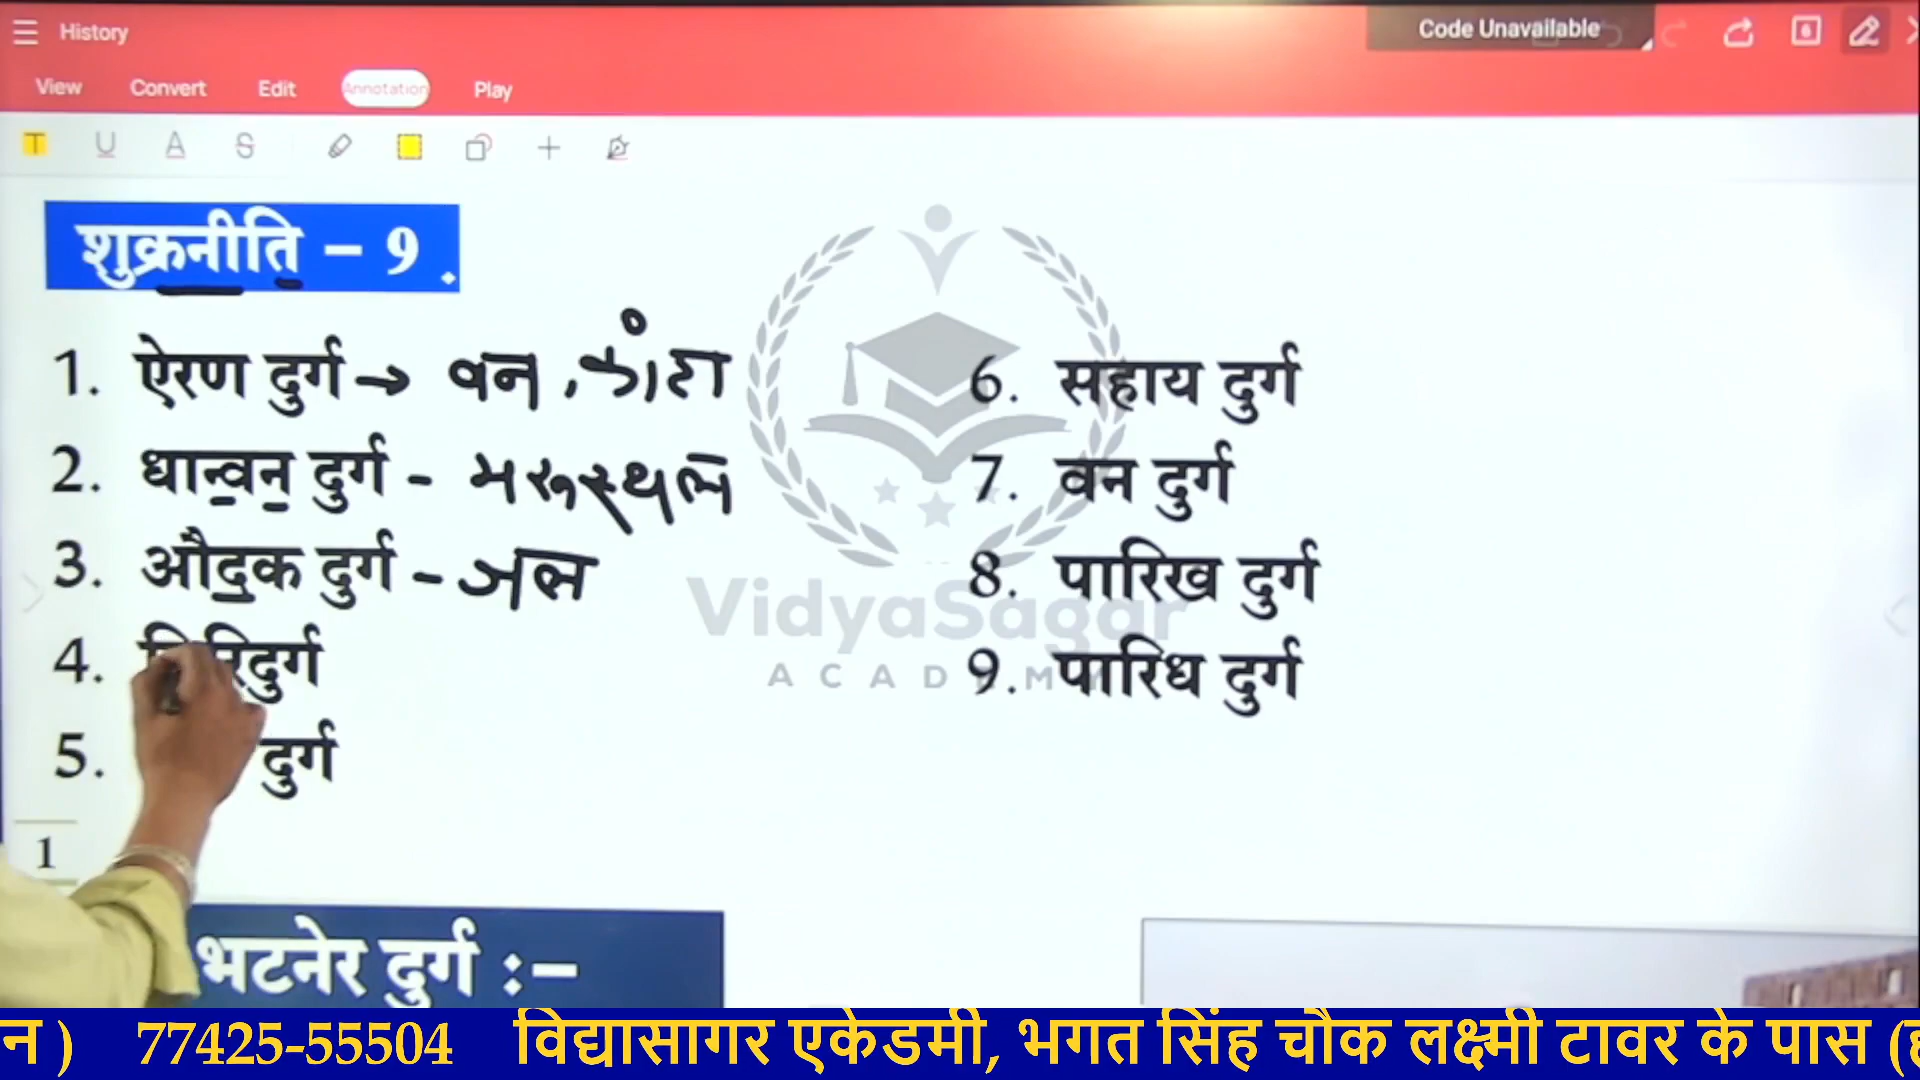 History
Code Unavailable
View Convert Edit Annotation Play
T U A S
शुक्रनीति – 9
1. ऐरण दुर्ग → वन, कांटा
2. धान्वन दुर्ग - मरुस्थल
3. औदक दुर्ग - जल
4. दुर्ग
5. दुर्ग
6. सहाय दुर्ग
7. वन दुर्ग
8. पारिख दुर्ग
9. पारिध दुर्ग
VidyaSagar
ACADEMY
1
भटनेर दुर्ग :–
न ) 77425-55504 विद्यासागर एकेडमी, भगत सिंह चौक लक्ष्मी टावर के पास (ह